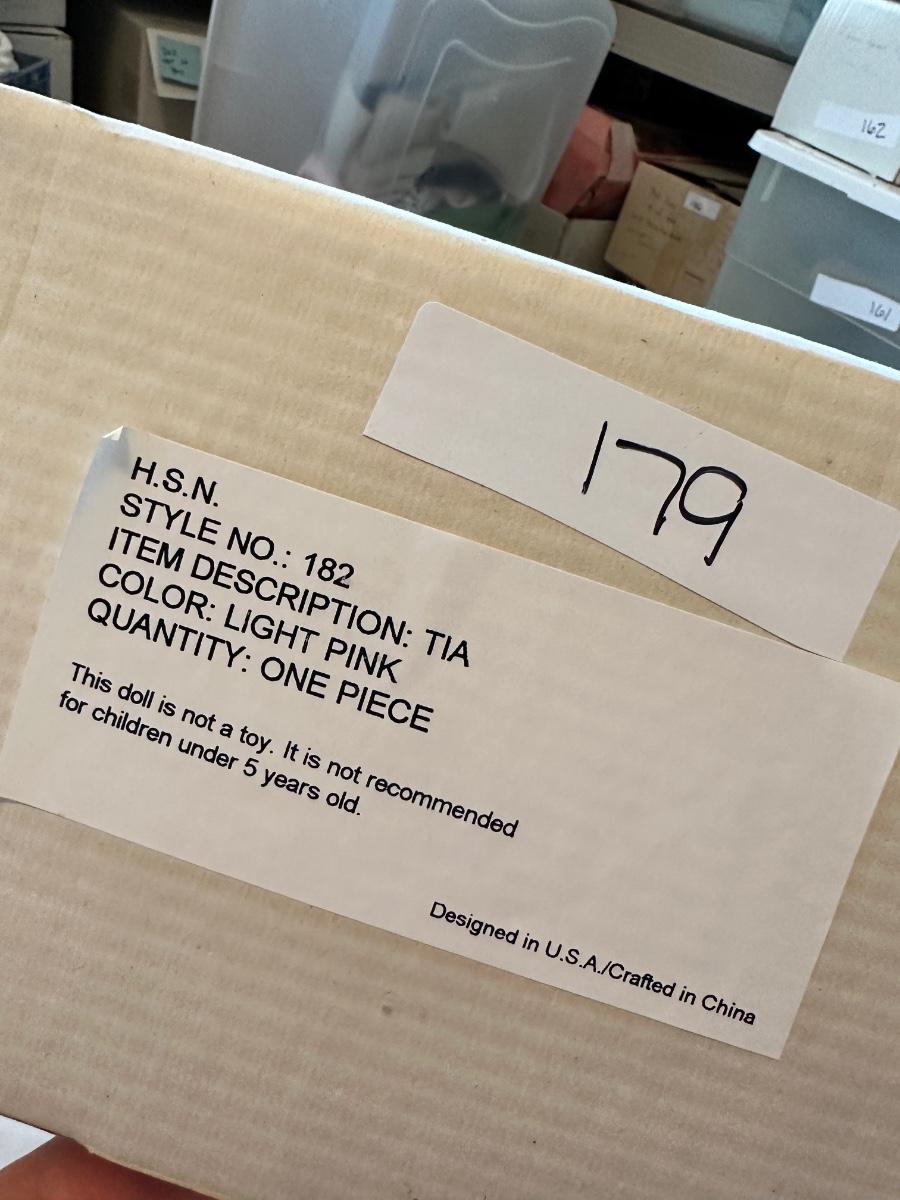 162
161
179
H.S.N.
STYLE NO.: 182
ITEM DESCRIPTION: TIA
COLOR: LIGHT PINK
QUANTITY: ONE PIECE
This doll is not a toy. It is not recommended
for children under 5 years old.
Designed in U.S.A./Crafted in China